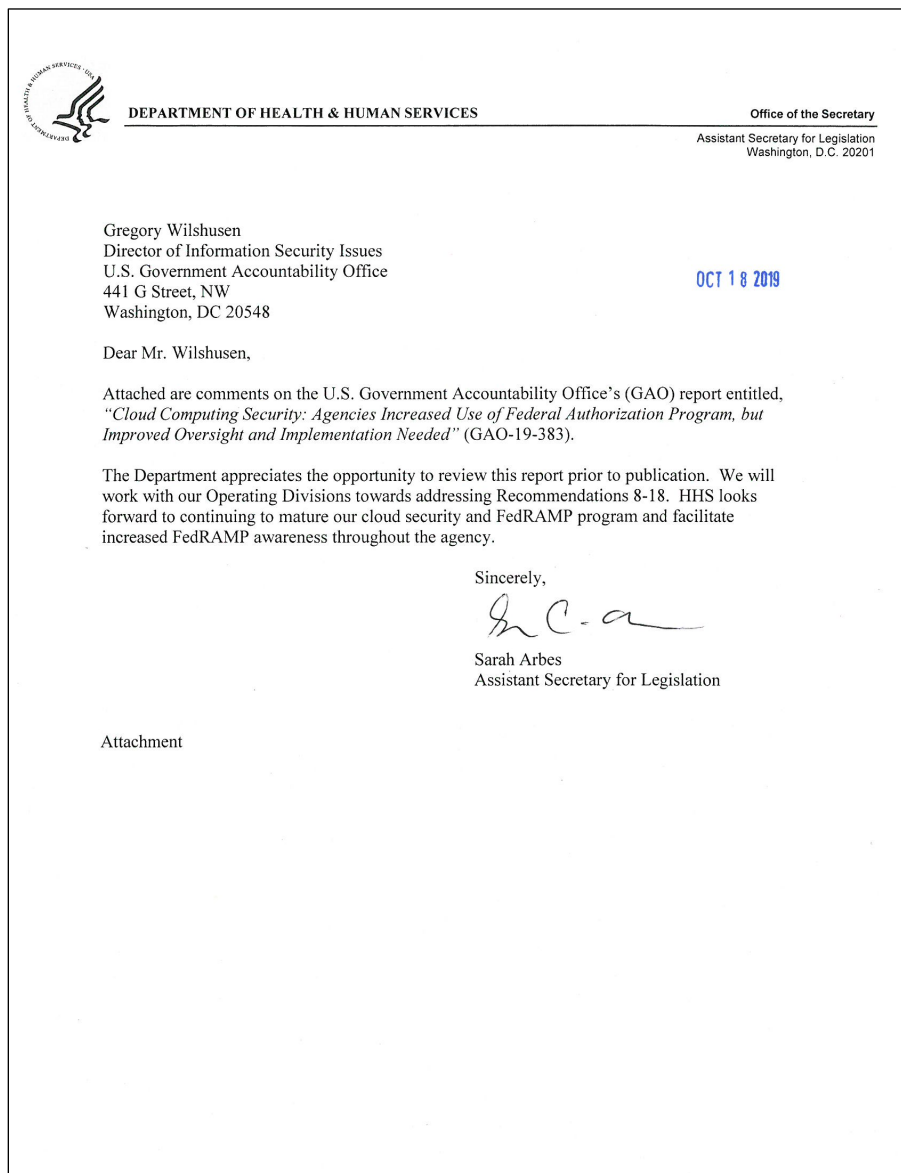 DEPARTMENT OF HEALTH & HUMAN SERVICES · USA
DEPARTMENT OF HEALTH & HUMAN SERVICES
Office of the Secretary
Assistant Secretary for Legislation
Washington, D.C. 20201
Gregory Wilshusen
Director of Information Security Issues
U.S. Government Accountability Office
441 G Street, NW
Washington, DC 20548
OCT 18 2019
Dear Mr. Wilshusen,
Attached are comments on the U.S. Government Accountability Office's (GAO) report entitled,
“Cloud Computing Security: Agencies Increased Use of Federal Authorization Program, but
Improved Oversight and Implementation Needed” (GAO-19-383).
The Department appreciates the opportunity to review this report prior to publication. We will
work with our Operating Divisions towards addressing Recommendations 8-18. HHS looks
forward to continuing to mature our cloud security and FedRAMP program and facilitate
increased FedRAMP awareness throughout the agency.
Sincerely,
Sarah Arbes
Assistant Secretary for Legislation
Attachment